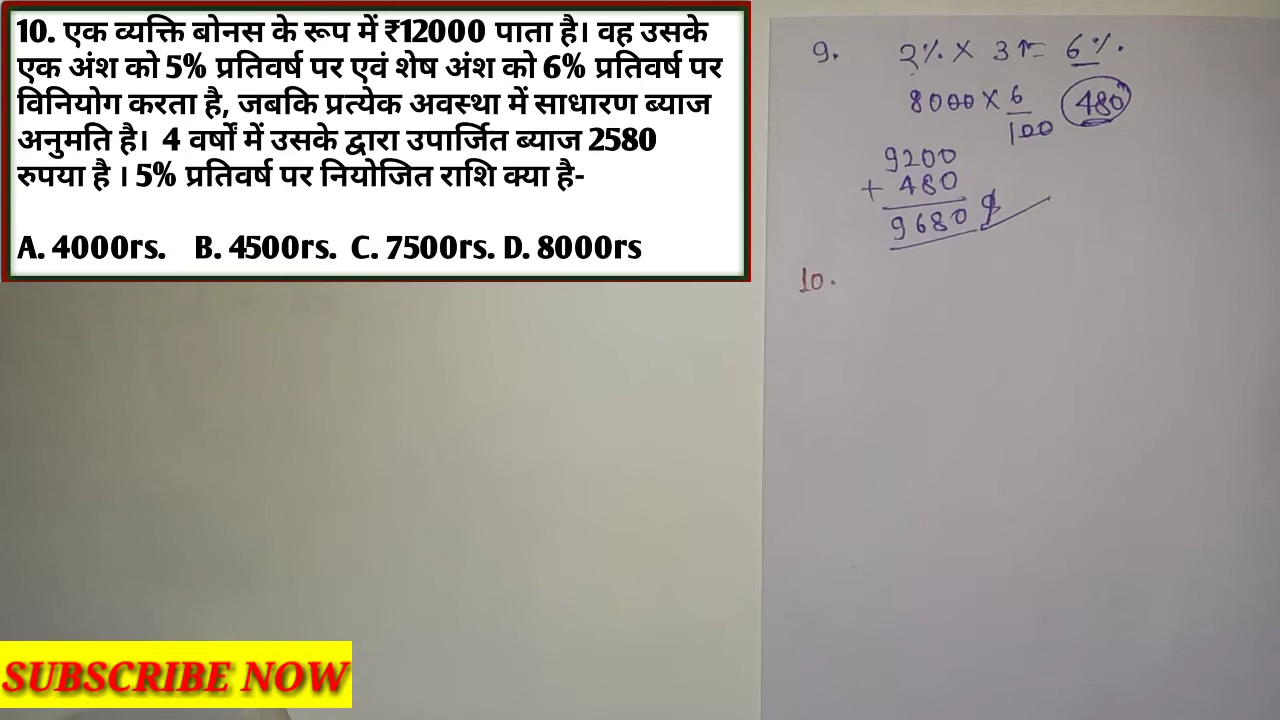 10. एक व्यक्ति बोनस के रूप में ₹12000 पाता है। वह उसके
एक अंश को 5% प्रतिवर्ष पर एवं शेष अंश को 6% प्रतिवर्ष पर
विनियोग करता है, जबकि प्रत्येक अवस्था में साधारण ब्याज
अनुमति है। 4 वर्षों में उसके द्वारा उपार्जित ब्याज 2580
रुपया है । 5% प्रतिवर्ष पर नियोजित राशि क्या है-
A. 4000rs. B. 4500rs. C. 7500rs. D. 8000rs
9. 2% × 3 = 6%.
8000 × 6/100 480
9200
+ 480
9680
10.
SUBSCRIBE NOW